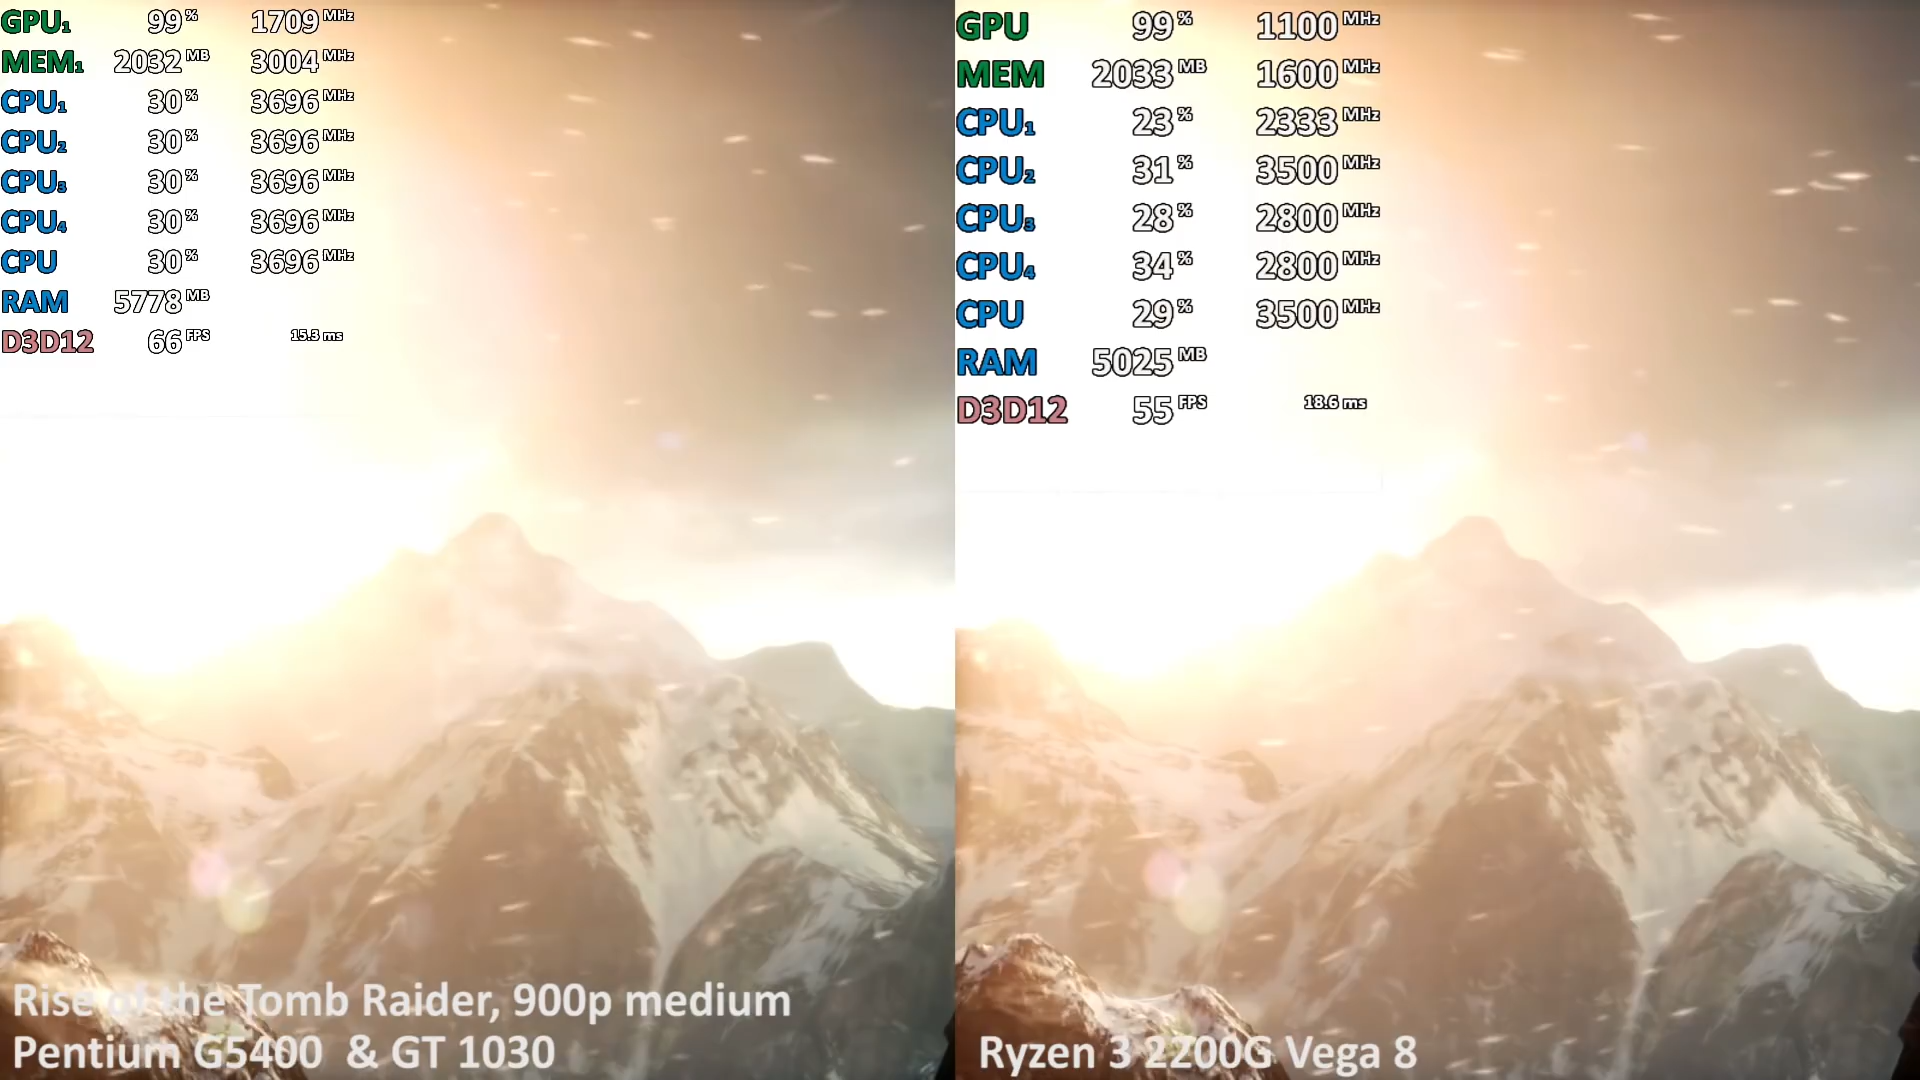 GPU1 99 % 1709 MHz
MEM1 2032 MB 3004 MHz
CPU1 30 % 3696 MHz
CPU2 30 % 3696 MHz
CPU3 30 % 3696 MHz
CPU4 30 % 3696 MHz
CPU 30 % 3696 MHz
RAM 5778 MB
D3D12 66 FPS 15.3 ms
Rise of the Tomb Raider, 900p medium
Pentium G5400 & GT 1030
GPU 99 % 1100 MHz
MEM 2033 MB 1600 MHz
CPU1 23 % 2333 MHz
CPU2 31 % 3500 MHz
CPU3 28 % 2800 MHz
CPU4 34 % 2800 MHz
CPU 29 % 3500 MHz
RAM 5025 MB
D3D12 55 FPS 18.6 ms
Ryzen 3 2200G Vega 8